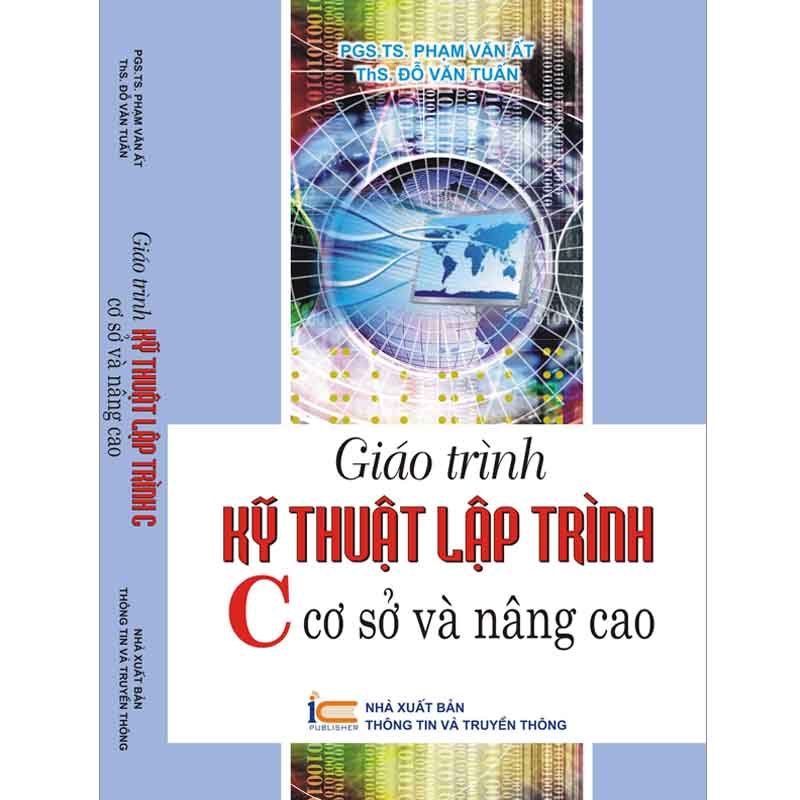 PGS.TS. PHẠM VĂN ẤT
ThS. ĐỖ VĂN TUẤN
Giáo trình KỸ THUẬT LẬP TRÌNH C
cơ sở và nâng cao
NHÀ XUẤT BẢN
THÔNG TIN VÀ TRUYỀN THÔNG
PGS.TS. PHẠM VĂN ẤT
ThS. ĐỖ VĂN TUẤN
Giáo trình
KỸ THUẬT LẬP TRÌNH
C cơ sở và nâng cao
iC
PUBLISHER
NHÀ XUẤT BẢN
THÔNG TIN VÀ TRUYỀN THÔNG